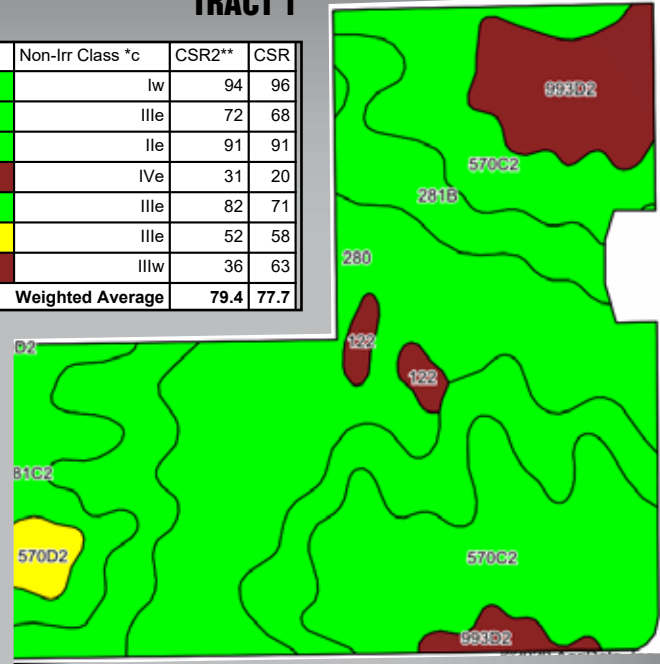 TRACT 1
Non-Irr Class *c CSR2** CSR
Iw 94 96
IIIe 72 68
IIe 91 91
IVe 31 20
IIIe 82 71
IIIe 52 58
IIIw 36 63
Weighted Average 79.4 77.7
993D2
570C2
281B
280
122
122
D2
81C2
570D2
570C2
993D2